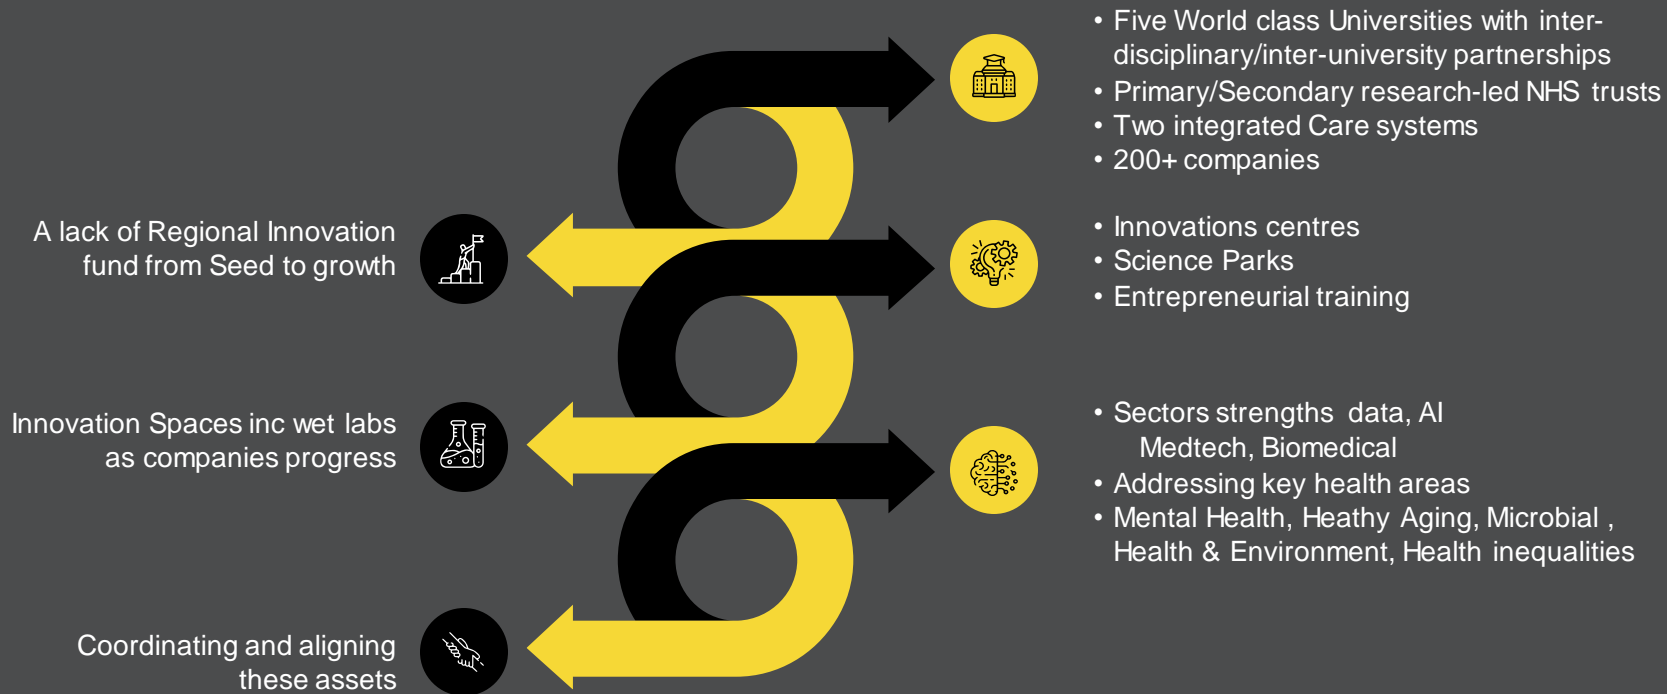 • Five World class Universities with inter-
disciplinary/inter-university partnerships
• Primary/Secondary research-led NHS trusts
• Two integrated Care systems
• 200+ companies
A lack of Regional Innovation
fund from Seed to growth
• Innovations centres
• Science Parks
• Entrepreneurial training
Innovation Spaces inc wet labs
as companies progress
• Sectors strengths data, AI
Medtech, Biomedical
• Addressing key health areas
• Mental Health, Heathy Aging, Microbial ,
Health & Environment, Health inequalities
Coordinating and aligning
these assets